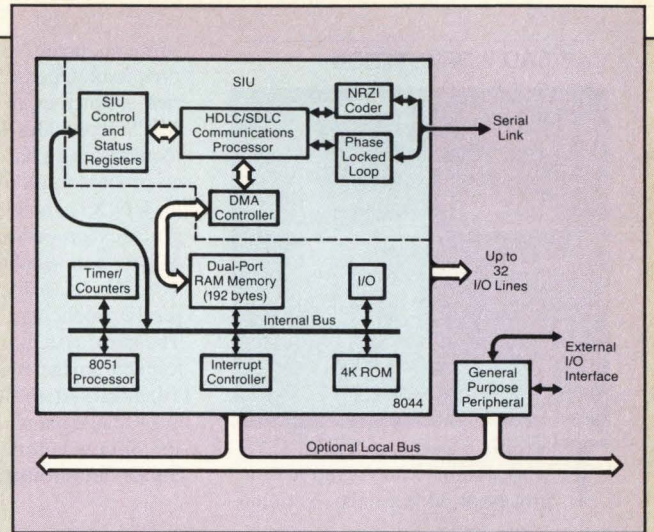 SIU
SIU
Control
and
Status
Registers
HDLC/SDLC
Communications
Processor
NRZI
Coder
Phase
Locked
Loop
Serial
Link
DMA
Controller
Timer/
Counters
Dual-Port
RAM Memory
(192 bytes)
I/O
Up to
32
I/O Lines
Internal Bus
8051
Processor
Interrupt
Controller
4K ROM
8044
General
Purpose
Peripheral
External
I/O
Interface
Optional Local Bus